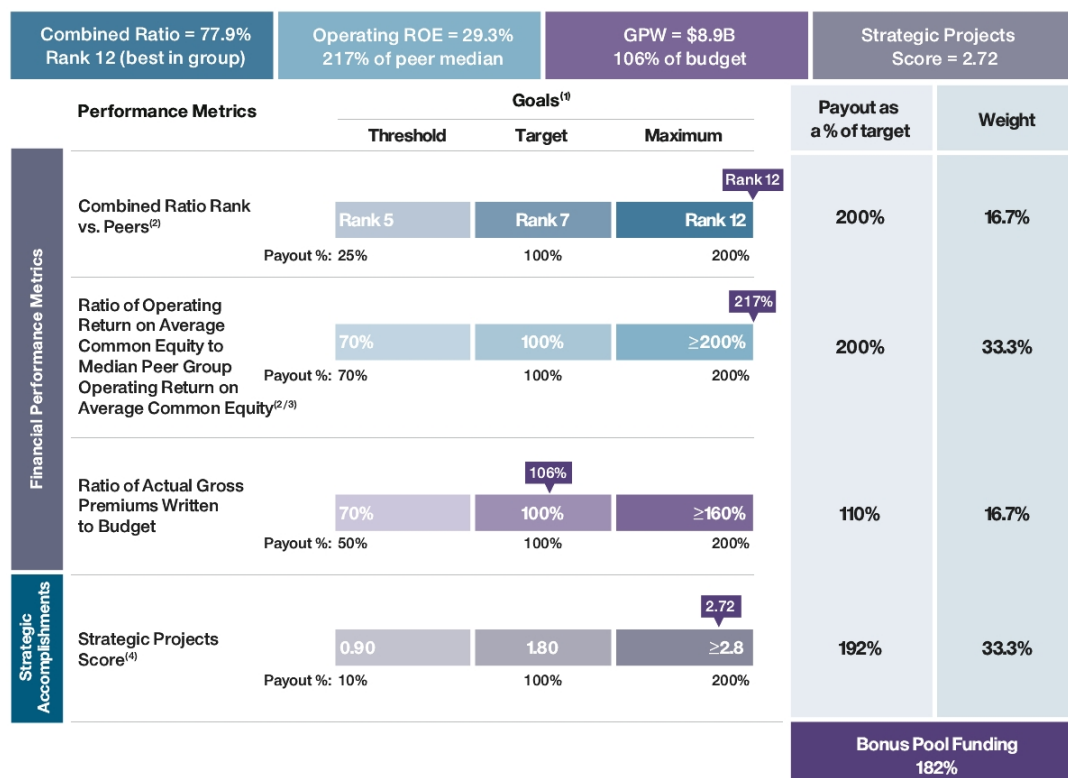 Combined Ratio = 77.9%
Rank 12 (best in group)
Operating ROE = 29.3%
217% of peer median
GPW = $8.9B
106% of budget
Strategic Projects
Score = 2.72
Performance Metrics
Goals(1)
Threshold
Target
Maximum
Payout as
a % of target
Weight
Financial Performance Metrics
Combined Ratio Rank
vs. Peers(2)
Rank 12
Rank 5
Rank 7
Rank 12
Payout %: 25%
100%
200%
200%
16.7%
Ratio of Operating
Return on Average
Common Equity to
Median Peer Group
Operating Return on
Average Common Equity(2/3)
217%
70%
100%
≥200%
Payout %: 70%
100%
200%
200%
33.3%
Ratio of Actual Gross
Premiums Written
to Budget
106%
70%
100%
≥160%
Payout %: 50%
100%
200%
110%
16.7%
Strategic
Accomplishments
Strategic Projects
Score(4)
2.72
0.90
1.80
≥2.8
Payout %: 10%
100%
200%
192%
33.3%
Bonus Pool Funding
182%